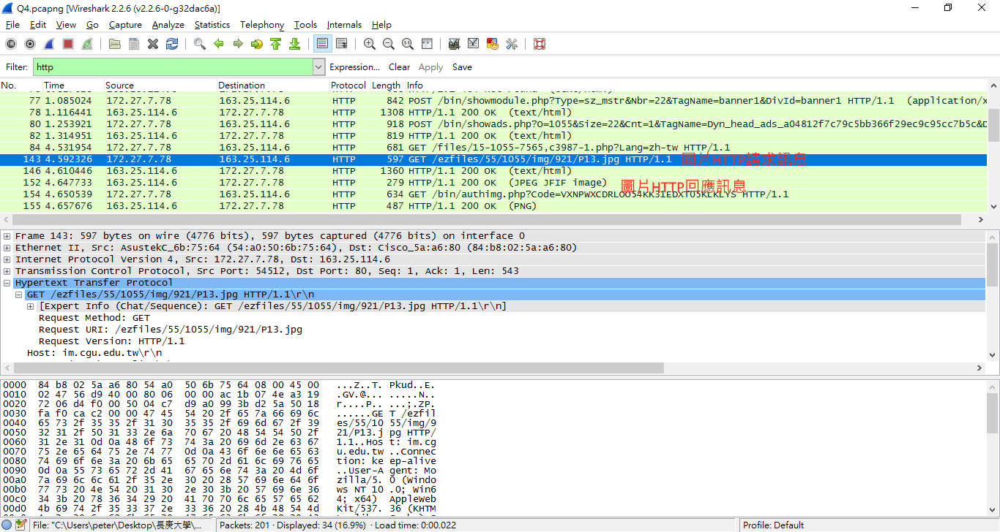 Q4.pcapng [Wireshark 2.2.6 (v2.2.6-0-g32dac6a)]
File Edit View Go Capture Analyze Statistics Telephony Tools Internals Help
Filter: http Expression... Clear Apply Save
No. Time Source Destination Protocol Length Info
77 1.085024 172.27.7.78 163.25.114.6 HTTP 842 POST /bin/showmodule.php?Type=sz_mstr&Nbr=22&TagName=banner1&DivId=banner1 HTTP/1.1 (application/x
78 1.116441 163.25.114.6 172.27.7.78 HTTP 1308 HTTP/1.1 200 OK (text/html)
80 1.253921 172.27.7.78 163.25.114.6 HTTP 918 POST /bin/showads.php?O=1055&Size=22&Cnt=1&TagName=Dyn_head_ads_a04812f7c79c5bb366f29ec9c95cc7b5c&D
82 1.314951 163.25.114.6 172.27.7.78 HTTP 819 HTTP/1.1 200 OK (text/html)
84 4.531954 172.27.7.78 163.25.114.6 HTTP 681 GET /files/15-1055-7565,c3987-1.php?Lang=zh-tw HTTP/1.1
143 4.592326 172.27.7.78 163.25.114.6 HTTP 597 GET /ezfiles/55/1055/img/921/P13.jpg HTTP/1.1 圖片HTTP請求訊息
146 4.610446 163.25.114.6 172.27.7.78 HTTP 1360 HTTP/1.1 200 OK (text/html)
152 4.647733 163.25.114.6 172.27.7.78 HTTP 279 HTTP/1.1 200 OK (JPEG JFIF image) 圖片HTTP回應訊息
154 4.650539 172.27.7.78 163.25.114.6 HTTP 634 GET /bin/authimg.php?Code=VXNPWXCDRLOO54KK31EDXT05KLKLYS HTTP/1.1
155 4.657676 163.25.114.6 172.27.7.78 HTTP 487 HTTP/1.1 200 OK (PNG)
Frame 143: 597 bytes on wire (4776 bits), 597 bytes captured (4776 bits) on interface 0
Ethernet II, Src: AsustekC_6b:75:64 (54:a0:50:6b:75:64), Dst: Cisco_5a:a6:80 (84:b8:02:5a:a6:80)
Internet Protocol Version 4, Src: 172.27.7.78, Dst: 163.25.114.6
Transmission Control Protocol, Src Port: 54512, Dst Port: 80, Seq: 1, Ack: 1, Len: 543
Hypertext Transfer Protocol
GET /ezfiles/55/1055/img/921/P13.jpg HTTP/1.1\r\n
[Expert Info (Chat/Sequence): GET /ezfiles/55/1055/img/921/P13.jpg HTTP/1.1\r\n]
Request Method: GET
Request URI: /ezfiles/55/1055/img/921/P13.jpg
Request Version: HTTP/1.1
Host: im.cgu.edu.tw\r\n
0000 84 b8 02 5a a6 80 54 a0 50 6b 75 64 08 00 45 00 ...Z..T. Pkud..E.
0010 02 47 56 d9 40 00 80 06 00 00 ac 1b 07 4e a3 19 .GV.@... .....N..
0020 72 06 d4 f0 00 50 04 c7 d9 a0 99 3b d2 5a 50 18 r....P.. ...;.ZP.
0030 fa f0 ca c2 00 00 47 45 54 20 2f 65 7a 66 69 6c ......GE T /ezfil
0040 65 73 2f 35 35 2f 31 30 35 35 2f 69 6d 67 2f 39 es/55/10 55/img/9
0050 32 31 2f 50 31 33 2e 6a 70 67 20 48 54 54 50 2f 21/P13.j pg HTTP/
0060 31 2e 31 0d 0a 48 6f 73 74 3a 20 69 6d 2e 63 67 1.1..Hos t: im.cg
0070 75 2e 65 64 75 2e 74 77 0d 0a 43 6f 6e 6e 65 63 u.edu.tw ..Connec
0080 74 69 6f 6e 3a 20 6b 65 65 70 2d 61 6c 69 76 65 tion: ke ep-alive
0090 0d 0a 55 73 65 72 2d 41 67 65 6e 74 3a 20 4d 6f ..User-A gent: Mo
00a0 7a 69 6c 6c 61 2f 35 2e 30 20 28 57 69 6e 64 6f zilla/5. 0 (Windo
00b0 77 73 20 4e 54 20 31 30 2e 30 3b 20 57 69 6e 36 ws NT 10 .0; Win6
00c0 34 3b 20 78 36 34 29 20 41 70 70 6c 65 57 65 62 4; x64) AppleWeb
00d0 4b 69 74 2f 35 33 37 2e 33 36 20 28 4b 48 54 4d Kit/537. 36 (KHTM
File: "C:\Users\peter\Desktop\長庚大學\... Packets: 201 · Displayed: 34 (16.9%) · Load time: 0:00.022 Profile: Default